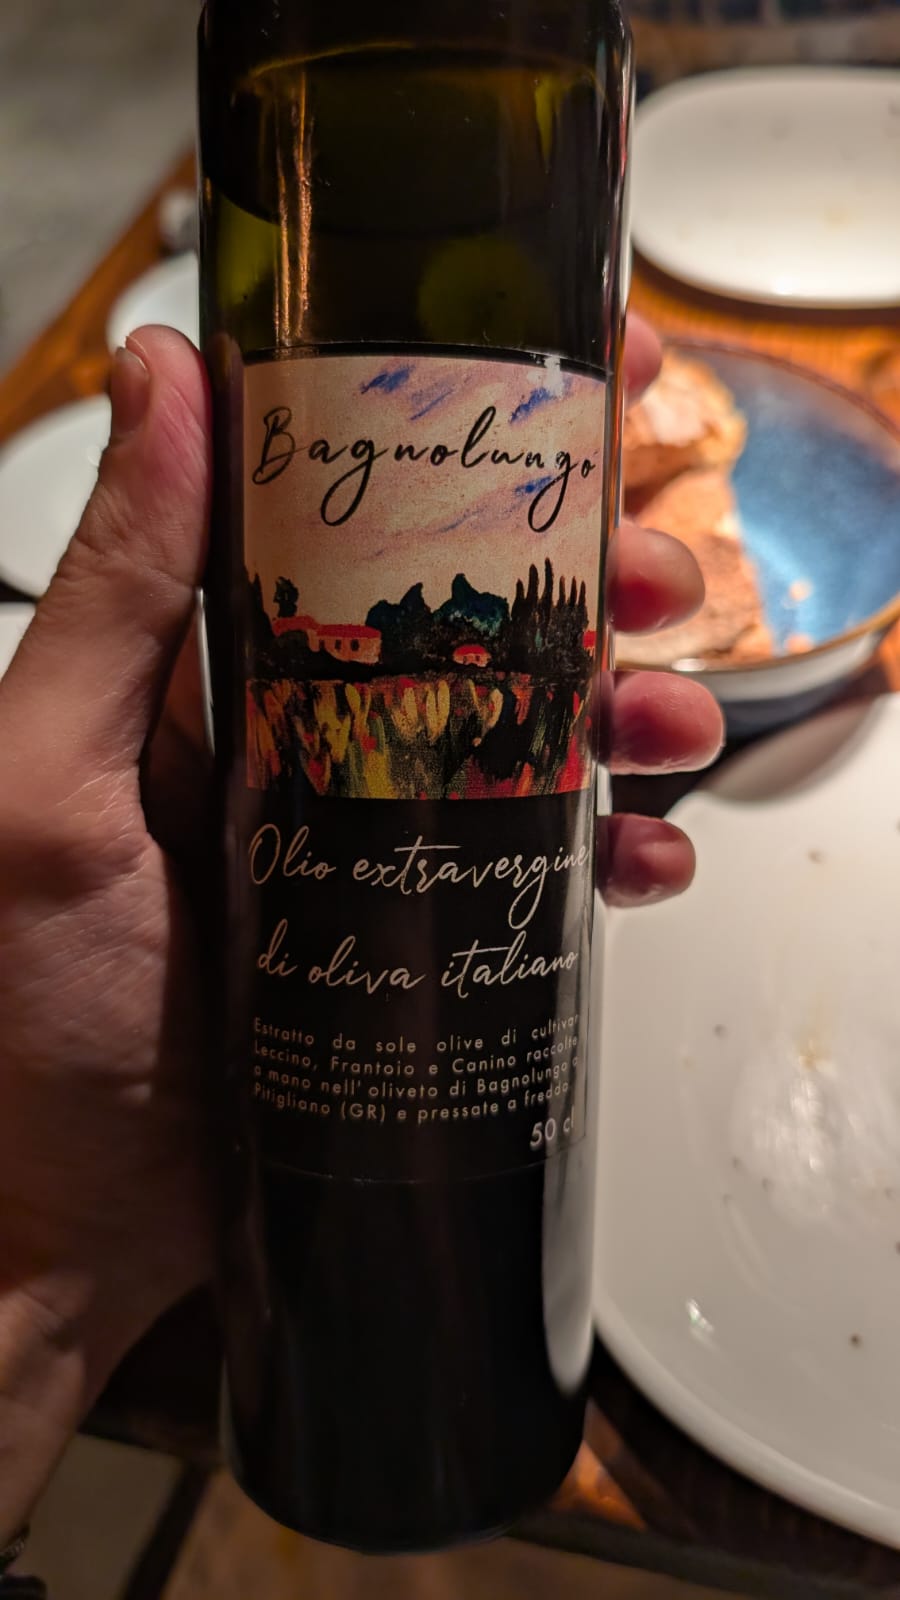 Bagnolungo
Olio extravergine
di oliva italiano
Estratto da sole olive di cultivar
Leccino, Frantoio e Canino raccolte
a mano nell'oliveto di Bagnolungo a
Pitigliano (GR) e pressate a freddo.
50 cl